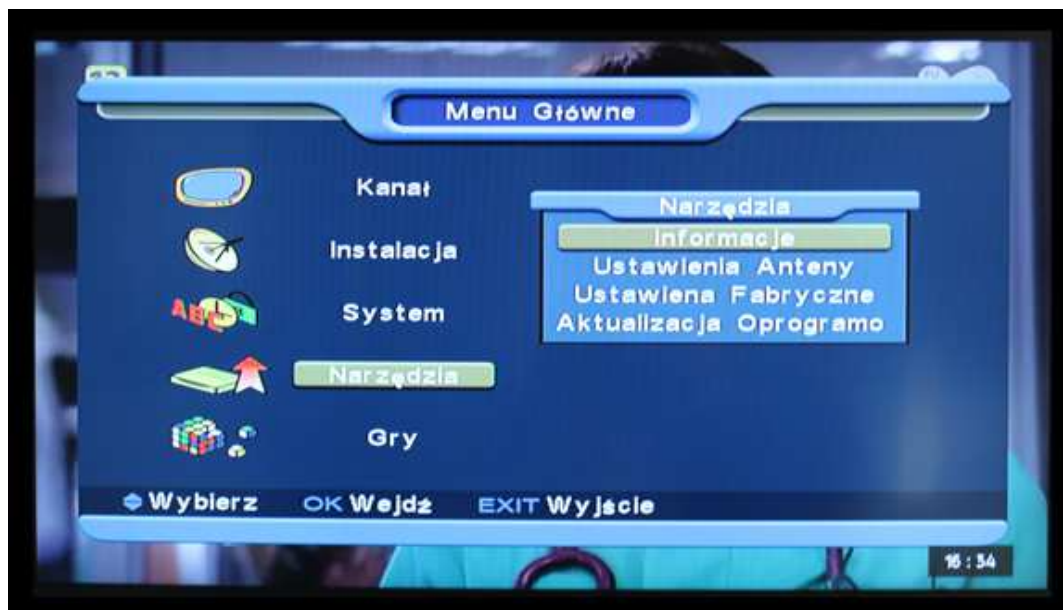 Menu Główne
Kanał
Instalacja
System
Narzędzia
Gry
Narzędzia
Informacje
Ustawienia Anteny
Ustawiena Fabryczne
Aktualizacja Oprogramo
Wybierz OK Wejdź EXIT Wyjście
16:34